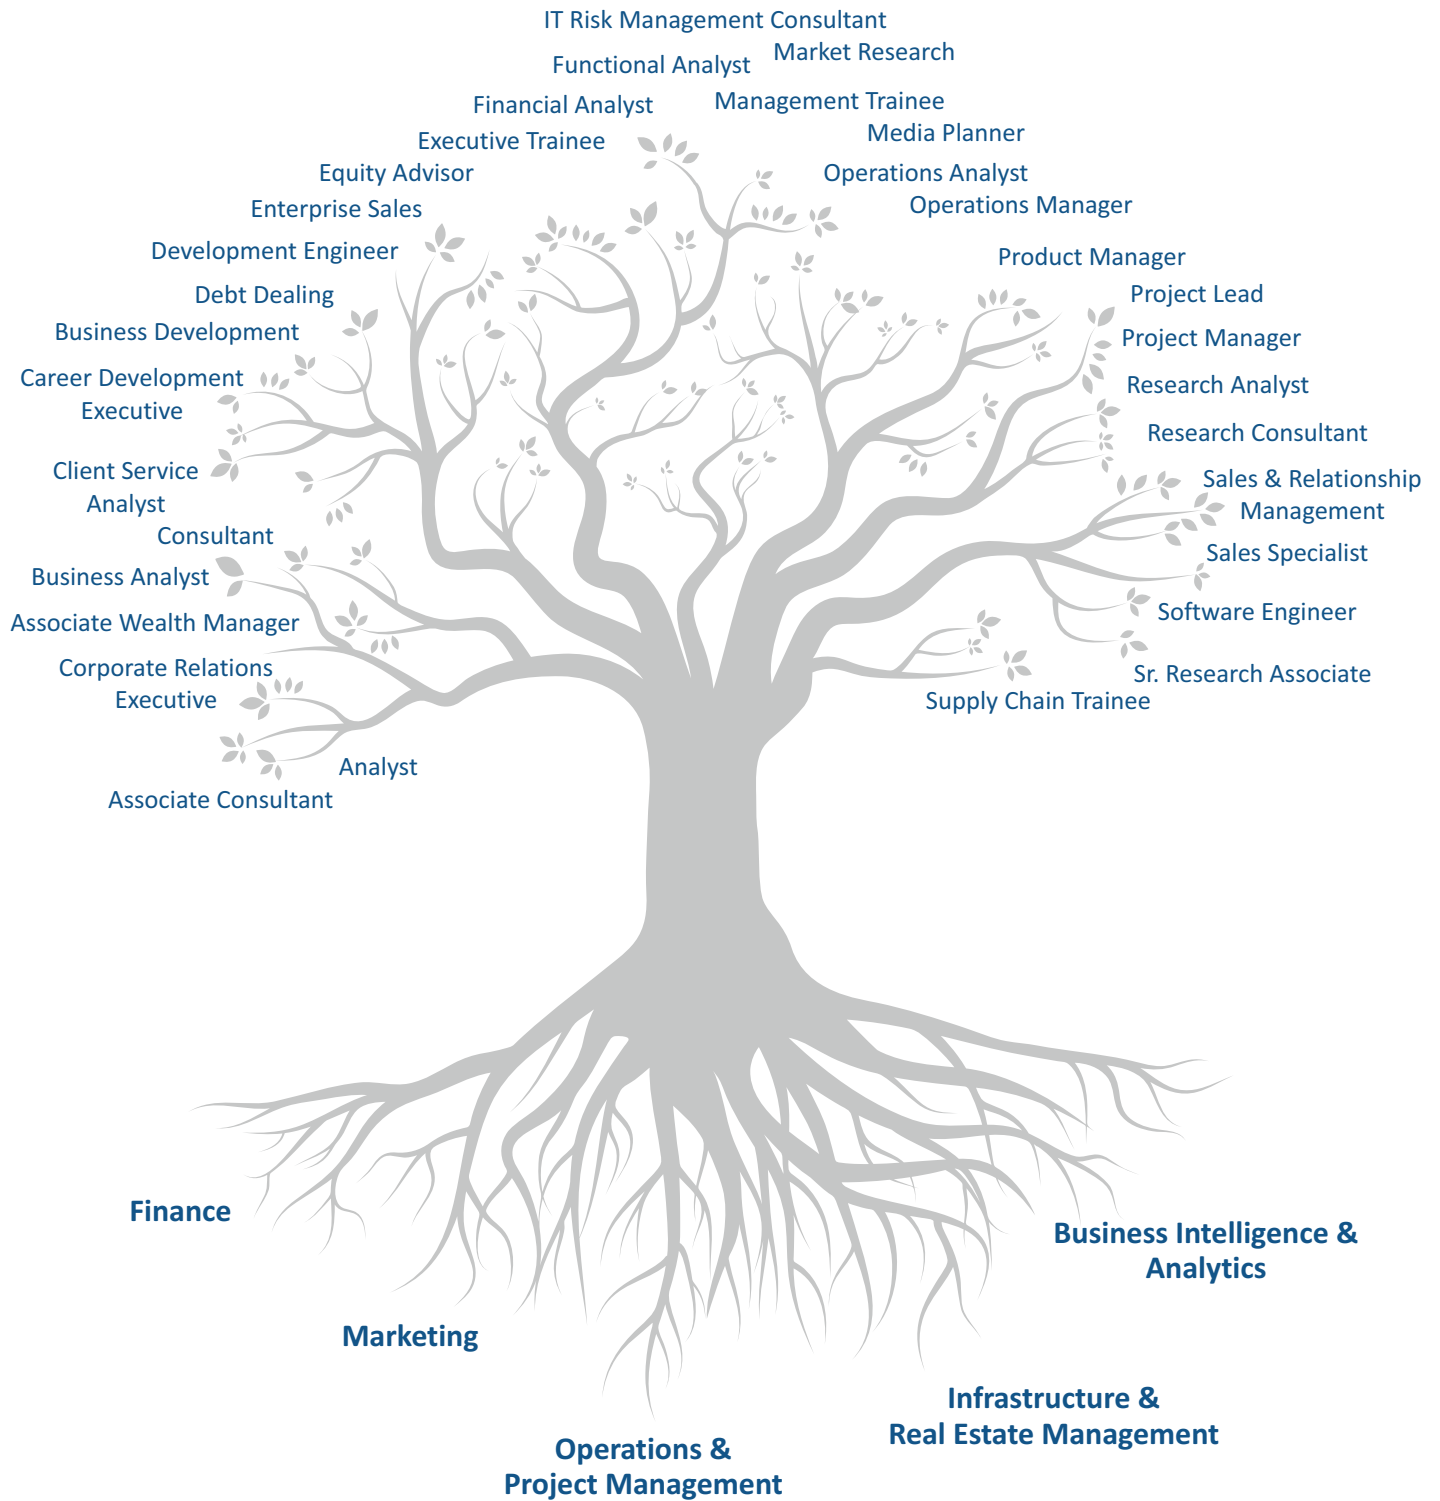 IT Risk Management Consultant
Market Research
Functional Analyst
Management Trainee
Financial Analyst
Media Planner
Executive Trainee
Equity Advisor
Operations Analyst
Enterprise Sales
Operations Manager
Development Engineer
Product Manager
Debt Dealing
Project Lead
Business Development
Project Manager
Career Development
Executive
Research Analyst
Research Consultant
Client Service
Analyst
Sales & Relationship
Management
Consultant
Sales Specialist
Business Analyst
Software Engineer
Associate Wealth Manager
Corporate Relations
Executive
Sr. Research Associate
Supply Chain Trainee
Analyst
Associate Consultant
Finance
Business Intelligence &
Analytics
Marketing
Infrastructure &
Real Estate Management
Operations &
Project Management